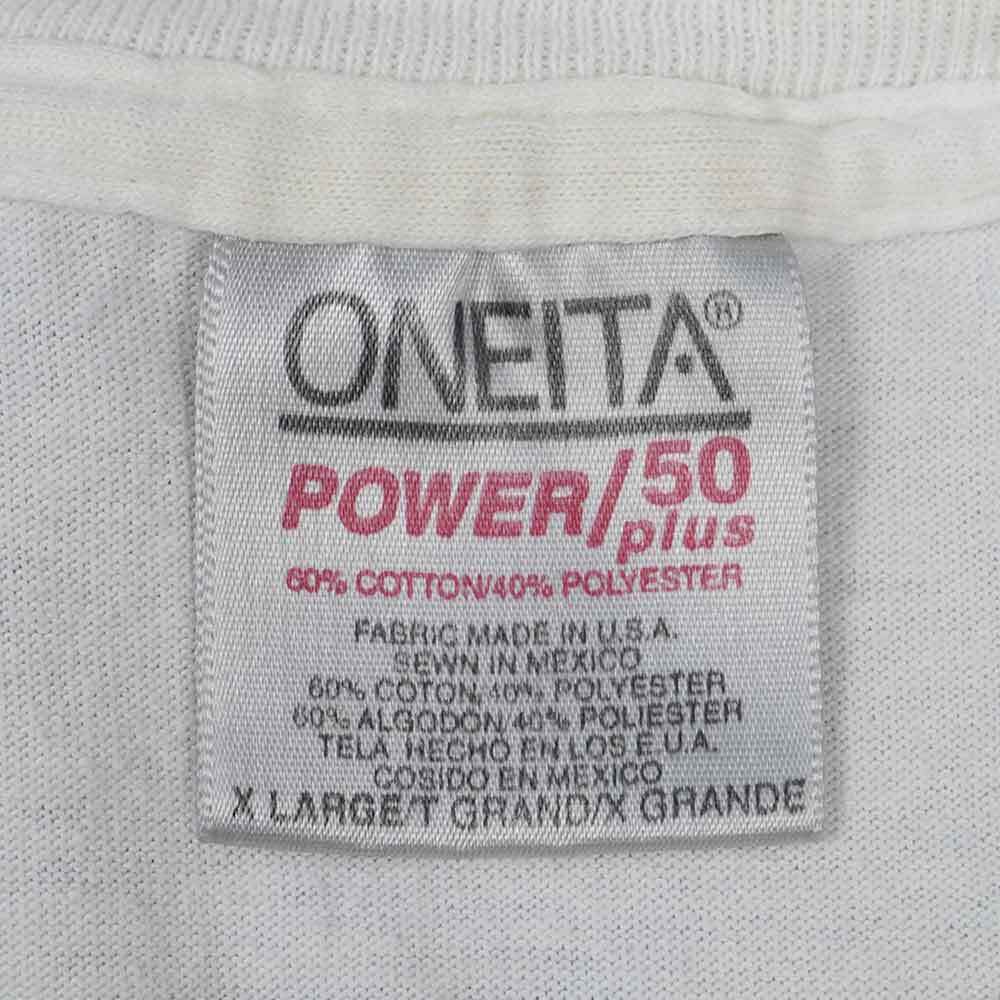 ONEITA®
POWER/50 plus
60% COTTON/40% POLYESTER
FABRIC MADE IN U.S.A.
SEWN IN MEXICO
60% COTON, 40% POLYESTER
60% ALGODON, 40% POLIESTER
TELA HECHO EN LOS E.U.A.
COSIDO EN MEXICO
X LARGE/T GRAND/X GRANDE